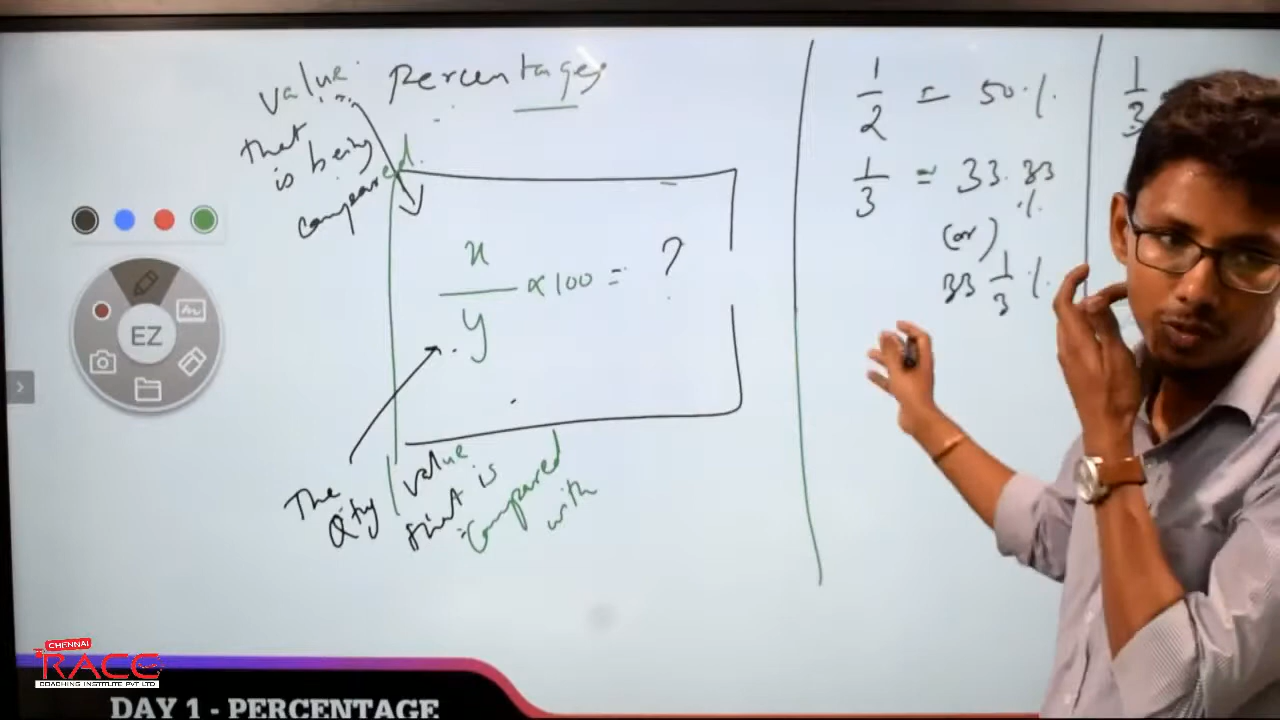 Percentages
value
that
is being
compared.
x
y
× 100 = ?
The
Qty / value
that is
compared
with
1/2 = 50%
1/3 = 33.33
%
(or)
33 1/3 %
1/3
EZ
CHENNAI
RACE
COACHING INSTITUTE PVT LTD
DAY 1 - PERCENTAGE